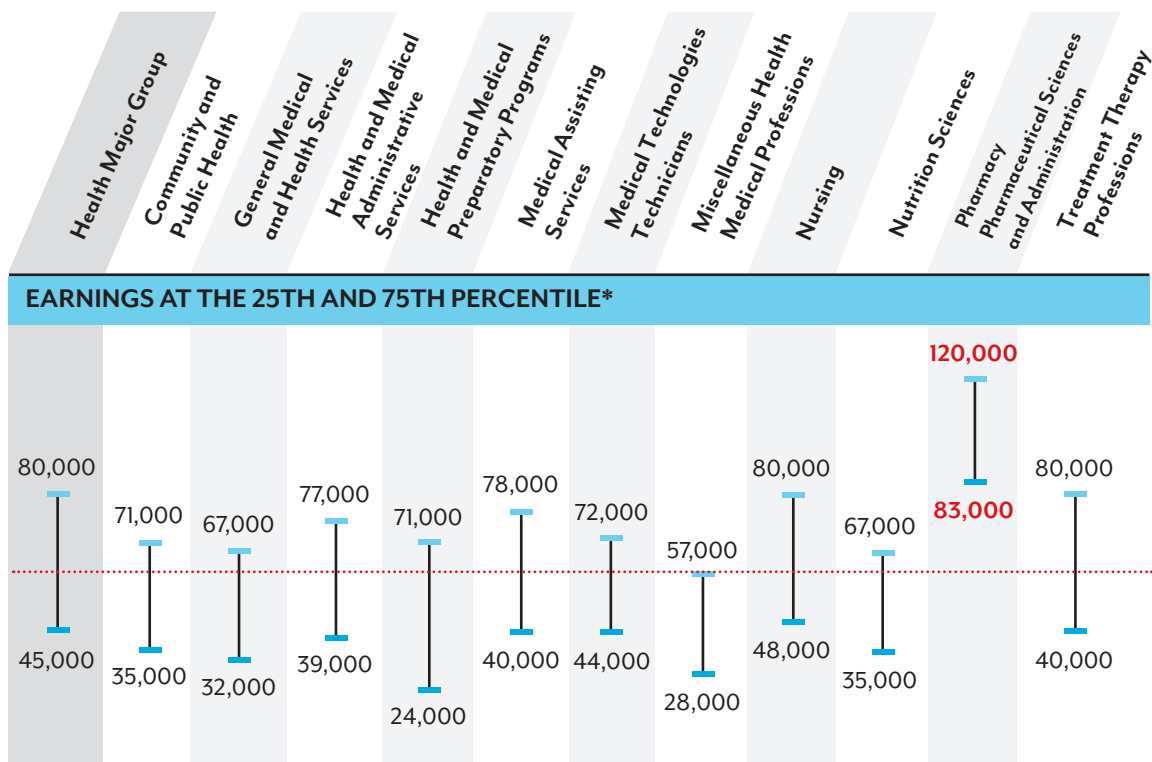 Health Major Group
Community and
Public Health
General Medical
and Health Services
Health and Medical
Administrative
Services
Health and Medical
Preparatory Programs
Medical Assisting
Services
Medical Technologies
Technicians
Miscellaneous Health
Medical Professions
Nursing
Nutrition Sciences
Pharmacy
Pharmaceutical Sciences
and Administration
Treatment Therapy
Professions
EARNINGS AT THE 25TH AND 75TH PERCENTILE*
80,000
45,000
71,000
35,000
67,000
32,000
77,000
39,000
71,000
24,000
78,000
40,000
72,000
44,000
57,000
28,000
80,000
48,000
67,000
35,000
120,000
83,000
80,000
40,000